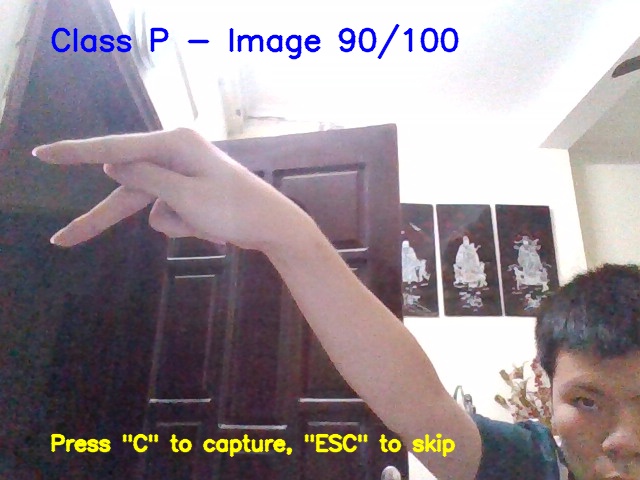 Class P - Image 90/100
Press "C" to capture, "ESC" to skip